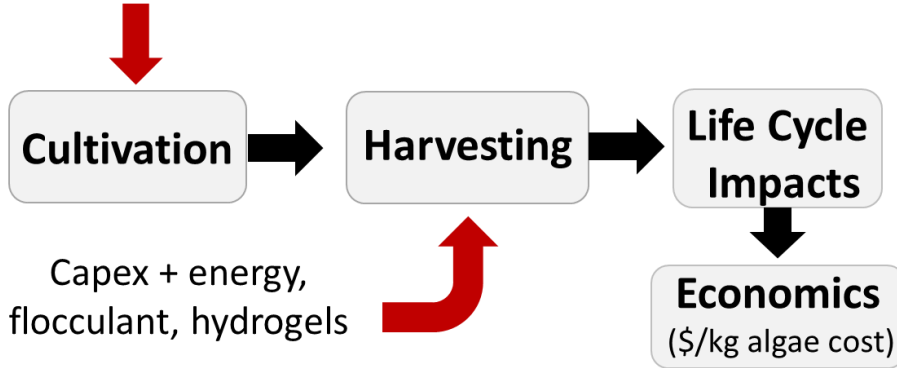 Cultivation
Harvesting
Life Cycle
Impacts
Capex + energy,
flocculant, hydrogels
Economics
($/kg algae cost)